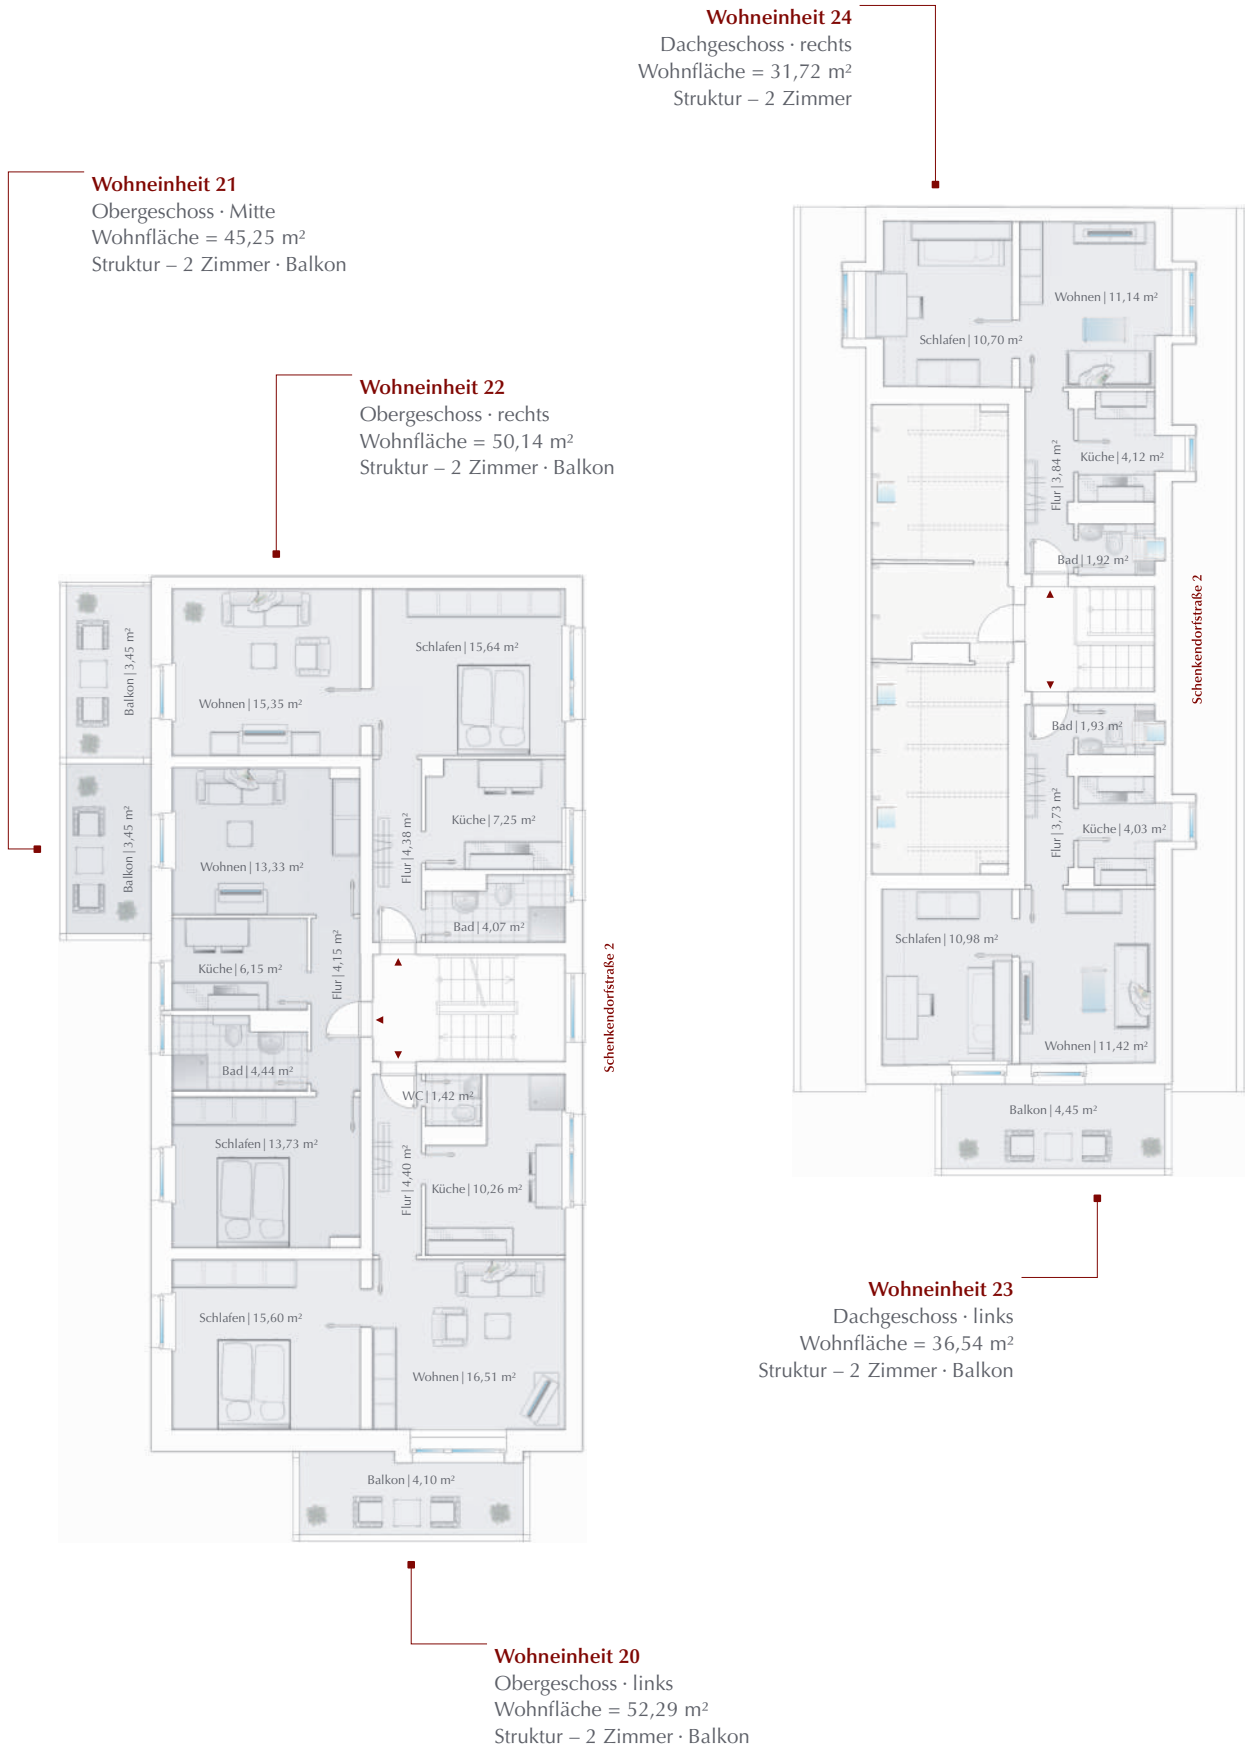 Wohneinheit 24
Dachgeschoss · rechts
Wohnfläche = 31,72 m²
Struktur – 2 Zimmer
Wohneinheit 21
Obergeschoss · Mitte
Wohnfläche = 45,25 m²
Struktur – 2 Zimmer · Balkon
Wohneinheit 22
Obergeschoss · rechts
Wohnfläche = 50,14 m²
Struktur – 2 Zimmer · Balkon
Wohnen | 11,14 m²
Schlafen | 10,70 m²
Küche | 4,12 m²
Flur | 3,84 m²
Bad | 1,92 m²
Schenkendorfstraße 2
Bad | 1,93 m²
Flur | 3,73 m²
Küche | 4,03 m²
Schlafen | 10,98 m²
Wohnen | 11,42 m²
Balkon | 4,45 m²
Balkon | 3,45 m²
Schlafen | 15,64 m²
Wohnen | 15,35 m²
Küche | 7,25 m²
Flur | 4,38 m²
Balkon | 3,45 m²
Wohnen | 13,33 m²
Bad | 4,07 m²
Küche | 6,15 m²
Flur | 4,15 m²
Schenkendorfstraße 2
Bad | 4,44 m²
WC | 1,42 m²
Schlafen | 13,73 m²
Flur | 4,40 m²
Küche | 10,26 m²
Schlafen | 15,60 m²
Wohnen | 16,51 m²
Balkon | 4,10 m²
Wohneinheit 23
Dachgeschoss · links
Wohnfläche = 36,54 m²
Struktur – 2 Zimmer · Balkon
Wohneinheit 20
Obergeschoss · links
Wohnfläche = 52,29 m²
Struktur – 2 Zimmer · Balkon